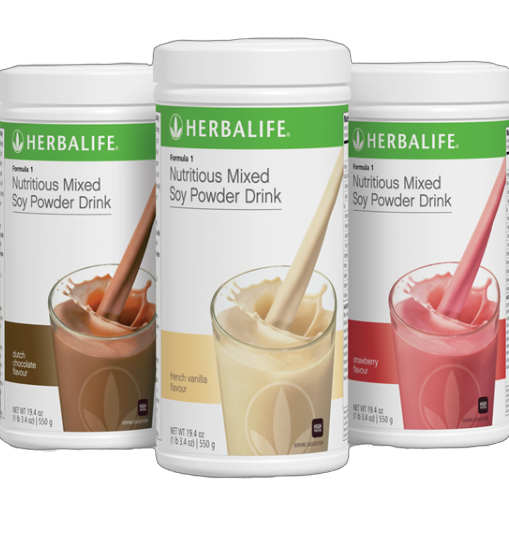 HERBALIFE®
Formula 1
Nutritious Mixed
Soy Powder Drink
dutch
chocolate
flavour
NET WT 19.4 oz
(1 lb 3.4 oz) | 550 g
HERBALIFE®
Formula 1
Nutritious Mixed
Soy Powder Drink
french vanilla
flavour
NET WT 19.4 oz
(1 lb 3.4 oz) | 550 g
HIGH
HERBALIFE®
Formula 1
Nutritious Mixed
Soy Powder Drink
strawberry
flavour
NET WT 19.4 oz
(1 lb 3.4 oz) | 550 g